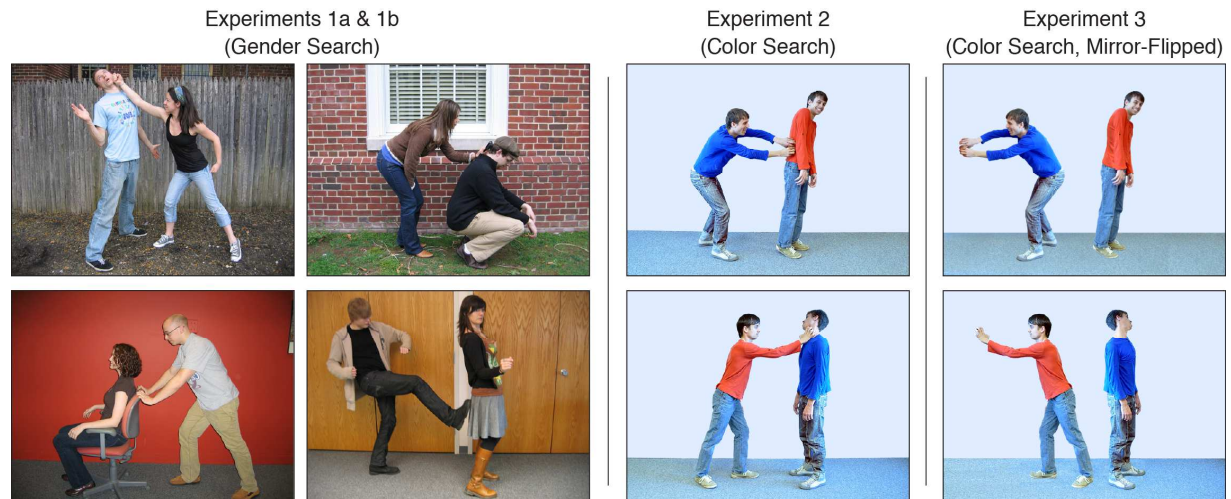 Experiments 1a & 1b
(Gender Search)
Experiment 2
(Color Search)
Experiment 3
(Color Search, Mirror-Flipped)